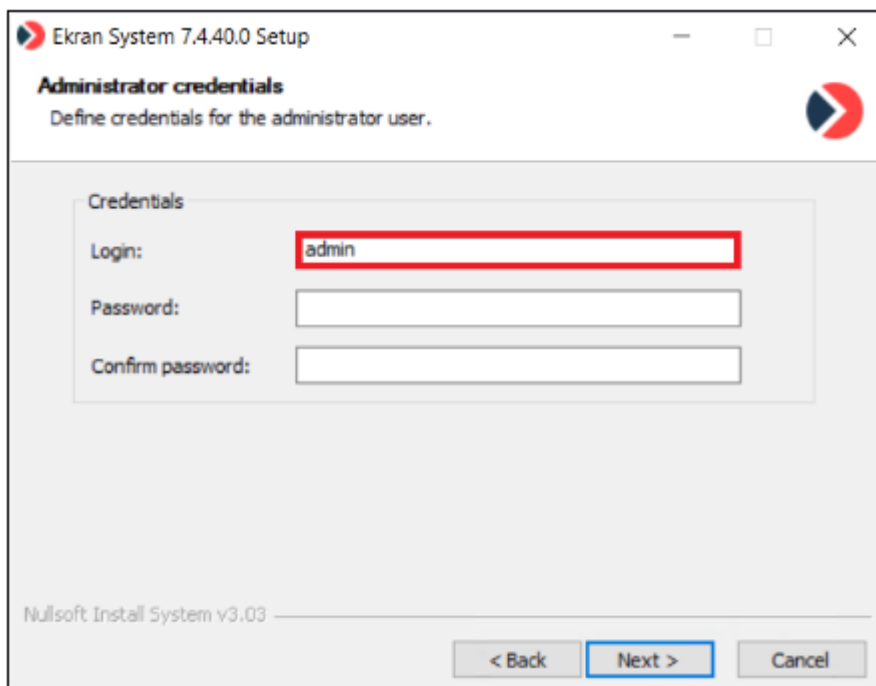 Ekran System 7.4.40.0 Setup
Administrator credentials
Define credentials for the administrator user.
Credentials
Login:
admin
Password:
Confirm password:
Nullsoft Install System v3.03
< Back
Next >
Cancel